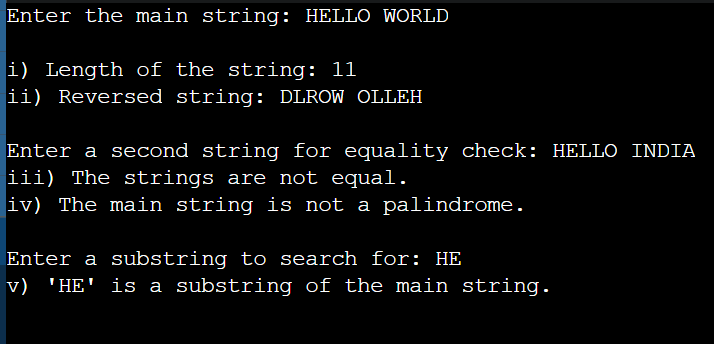 Enter the main string: HELLO WORLD
i) Length of the string: 11
ii) Reversed string: DLROW OLLEH
Enter a second string for equality check: HELLO INDIA
iii) The strings are not equal.
iv) The main string is not a palindrome.
Enter a substring to search for: HE
v) 'HE' is a substring of the main string.